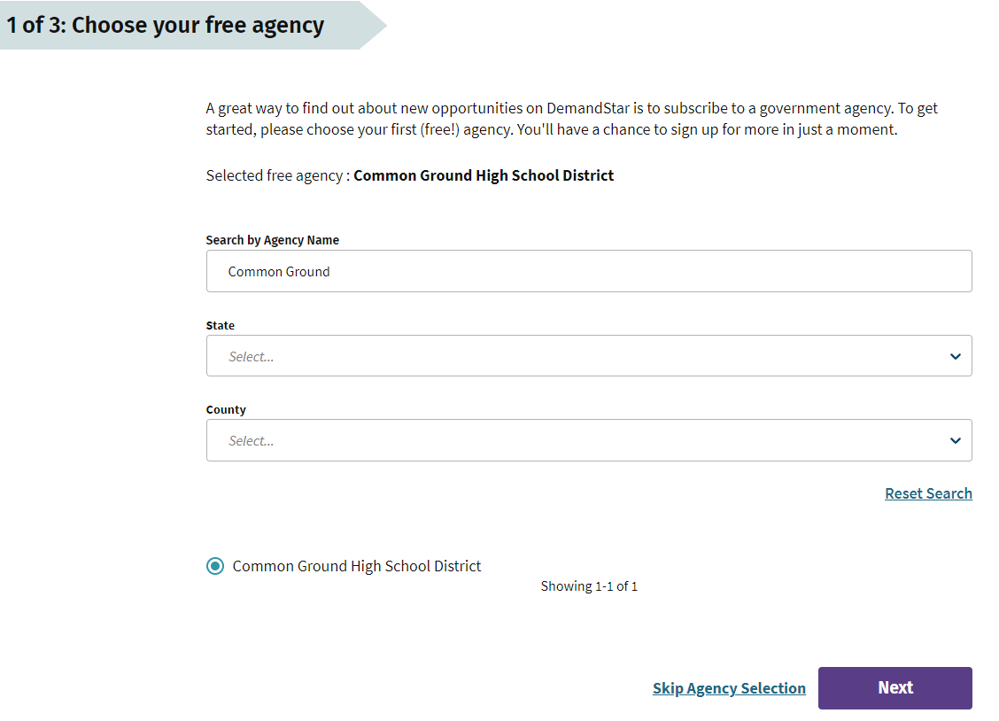 1 of 3: Choose your free agency
A great way to find out about new opportunities on DemandStar is to subscribe to a government agency. To get
started, please choose your first (free!) agency. You'll have a chance to sign up for more in just a moment.
Selected free agency : Common Ground High School District
Search by Agency Name
Common Ground
State
Select...
County
Select...
Reset Search
Common Ground High School District
Showing 1-1 of 1
Skip Agency Selection
Next